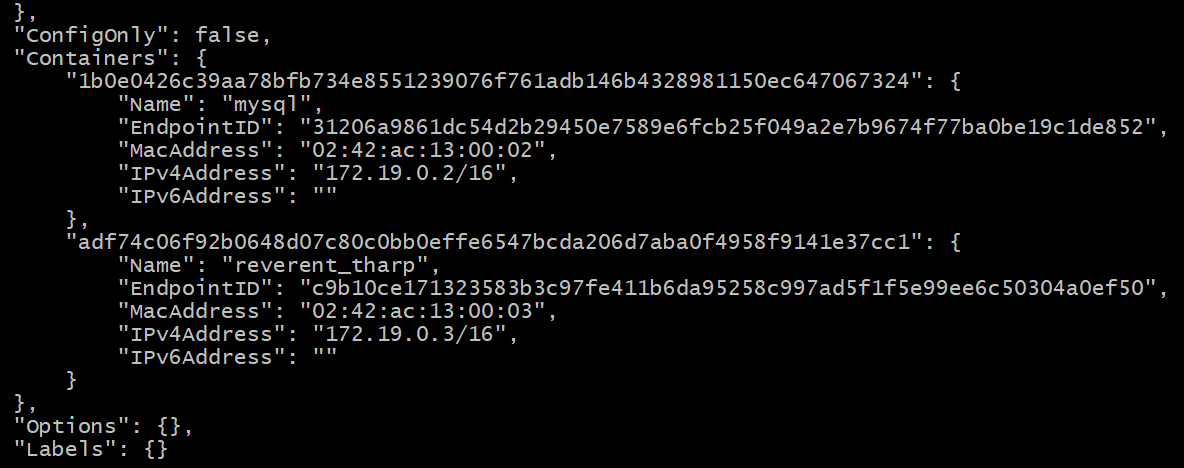 },
"ConfigOnly": false,
"Containers": {
"1b0e0426c39aa78bfb734e8551239076f761adb146b4328981150ec647067324": {
"Name": "mysql",
"EndpointID": "31206a9861dc54d2b29450e7589e6fcb25f049a2e7b9674f77ba0be19c1de852",
"MacAddress": "02:42:ac:13:00:02",
"IPv4Address": "172.19.0.2/16",
"IPv6Address": ""
},
"adf74c06f92b0648d07c80c0bb0effe6547bcda206d7aba0f4958f9141e37cc1": {
"Name": "reverent_tharp",
"EndpointID": "c9b10ce171323583b3c97fe411b6da95258c997ad5f1f5e99ee6c50304a0ef50",
"MacAddress": "02:42:ac:13:00:03",
"IPv4Address": "172.19.0.3/16",
"IPv6Address": ""
}
},
"Options": {},
"Labels": {}